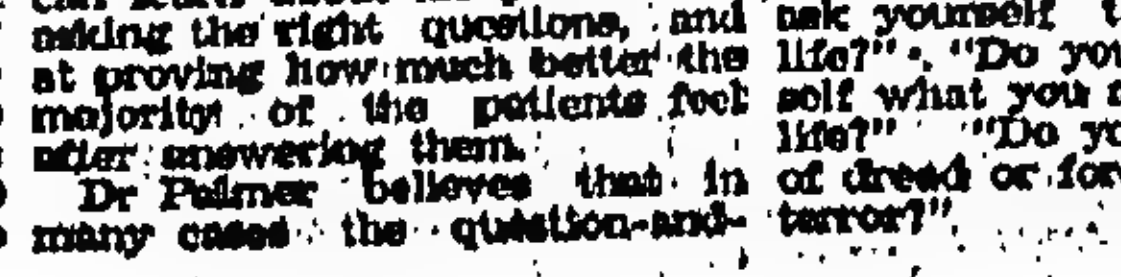 asking the right questions, and
at proving how much better the
majority of the patients feel
after answering them.
Dr Palmer believes that in
many cases the question-and-
ask yourself
life?" "Do you
self what you
life?" "Do
of dread or
terror?"